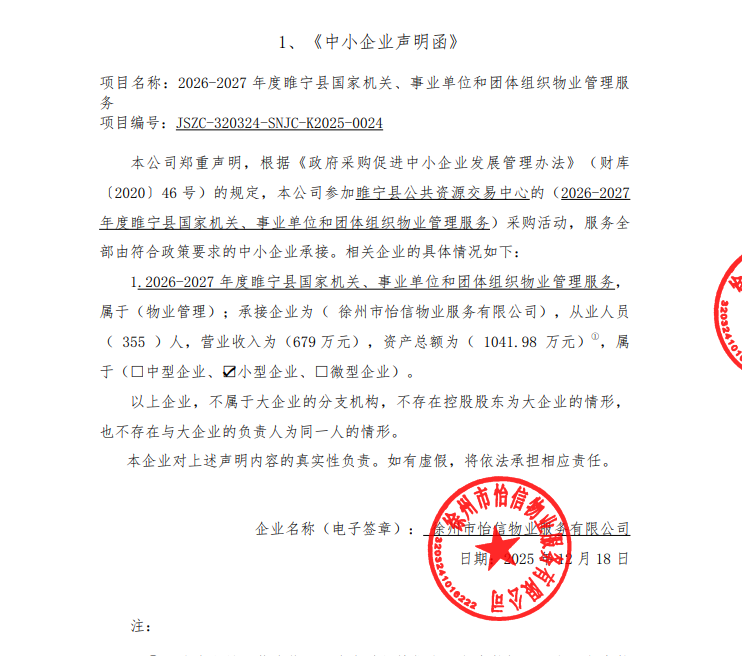 1、《中小企业声明函》
项目名称：2026-2027 年度睢宁县国家机关、事业单位和团体组织物业管理服
务
项目编号：JSZC-320324-SNJC-K2025-0024
本公司郑重声明，根据《政府采购促进中小企业发展管理办法》（财库
〔2020〕46 号）的规定，本公司参加睢宁县公共资源交易中心的（2026-2027
年度睢宁县国家机关、事业单位和团体组织物业管理服务）采购活动，服务全
部由符合政策要求的中小企业承接。相关企业的具体情况如下：
1.2026-2027 年度睢宁县国家机关、事业单位和团体组织物业管理服务，
属于（物业管理）；承接企业为（ 徐州市怡信物业服务有限公司），从业人员
（ 355 ）人，营业收入为（679 万元），资产总额为（ 1041.98 万元）①，属
于（☐中型企业、☑小型企业、☐微型企业）。
以上企业，不属于大企业的分支机构，不存在控股股东为大企业的情形，
也不存在与大企业的负责人为同一人的情形。
本企业对上述声明内容的真实性负责。如有虚假，将依法承担相应责任。
企业名称（电子签章）：徐州市怡信物业服务有限公司
日期：2025 年 12 月 18 日
徐州市怡信物业服务有限公司
3203241016222
注：